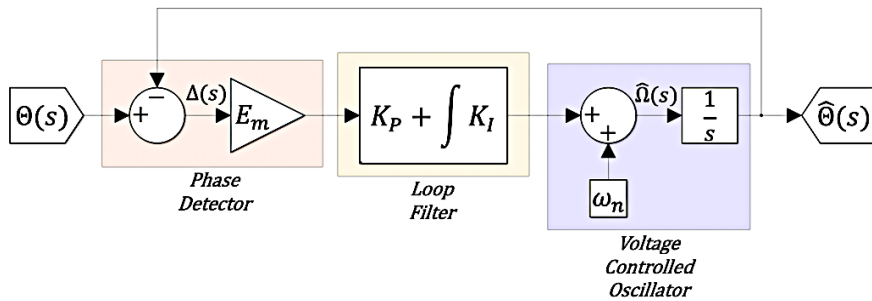 Θ(s)
+
−
Δ(s)
E_m
K_P + ∫ K_I
+
+
Ω̂(s)
1/s
Θ̂(s)
ω_n
Phase
Detector
Loop
Filter
Voltage
Controlled
Oscillator